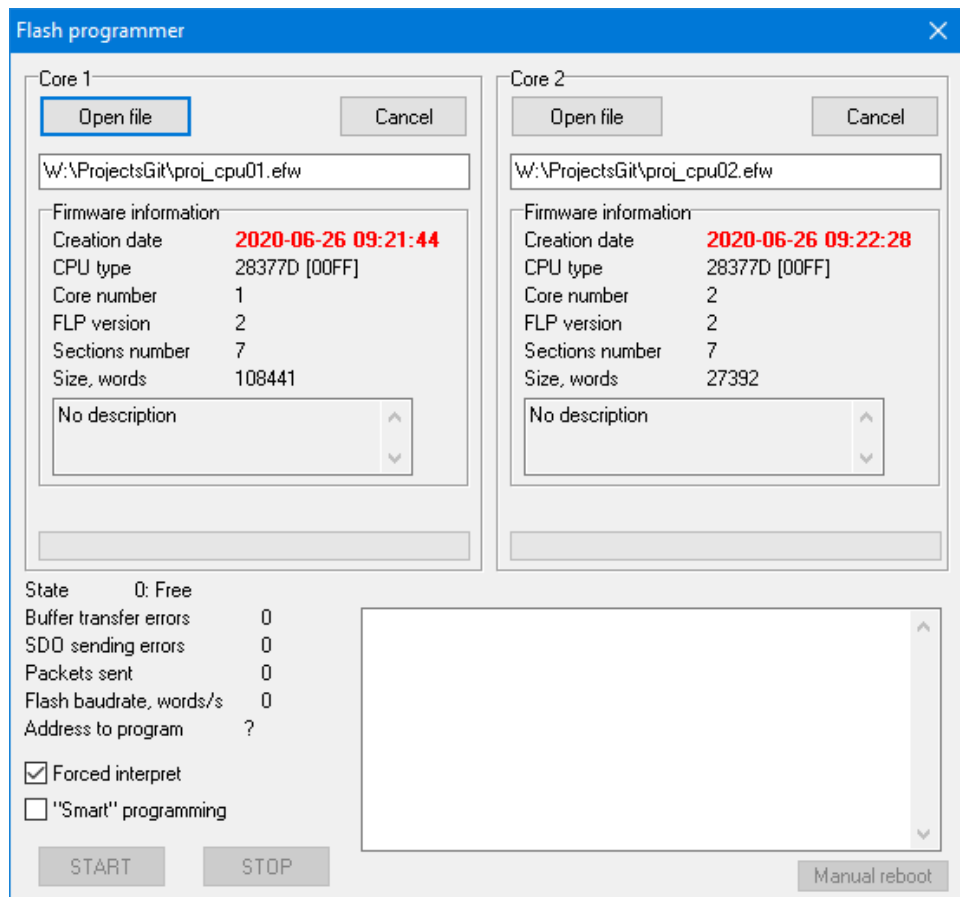 Flash programmer
Core 1
Open file Cancel
W:\ProjectsGit\proj_cpu01.efw
Firmware information
Creation date 2020-06-26 09:21:44
CPU type 28377D [00FF]
Core number 1
FLP version 2
Sections number 7
Size, words 108441
No description
Core 2
Open file Cancel
W:\ProjectsGit\proj_cpu02.efw
Firmware information
Creation date 2020-06-26 09:22:28
CPU type 28377D [00FF]
Core number 2
FLP version 2
Sections number 7
Size, words 27392
No description
State 0: Free
Buffer transfer errors 0
SDO sending errors 0
Packets sent 0
Flash baudrate, words/s 0
Address to program ?
Forced interpret
"Smart" programming
START STOP
Manual reboot